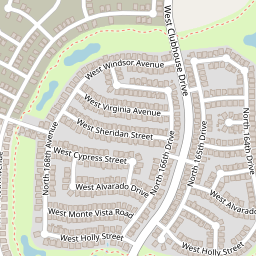 West Clubhouse Drive
West Windsor Avenue
West Virginia Avenue
West Sheridan Street
North 168th Avenue
West Cypress Street
North 166th Drive
North 165th Drive
North 164th Drive
West Alvarado Drive
West Alvarado
West Monte Vista Road
West Holly Street
West Holly Street